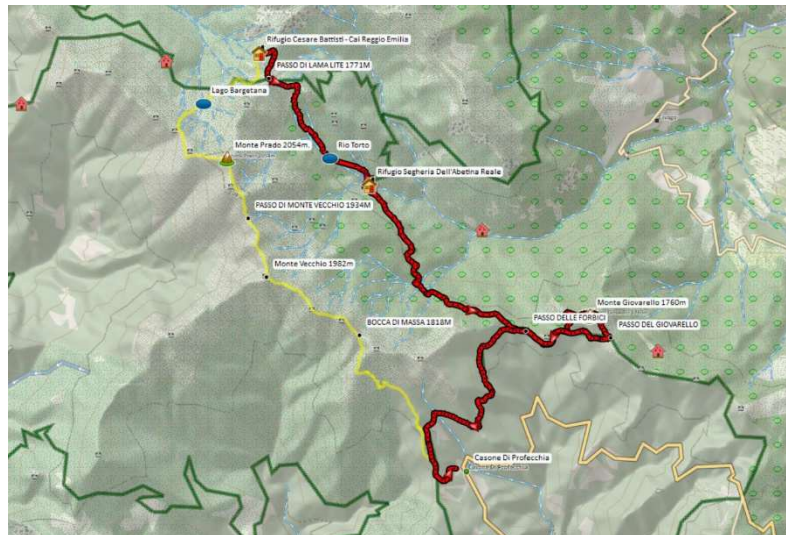 Rifugio Cesare Battisti - Cai Reggio Emilia
PASSO DI LAMA LITE 1771M
Lago Bargetana
Monte Prado 2054m.
Rio Torto
Rifugio Segheria Dell'Abetina Reale
PASSO DI MONTE VECCHIO 1934M
Monte Vecchio 1982m
Monte Giovarello 1760m
BOCCA DI MASSA 1818M
PASSO DELLE FORBICI
PASSO DEL GIOVARELLO
Casone Di Profecchia